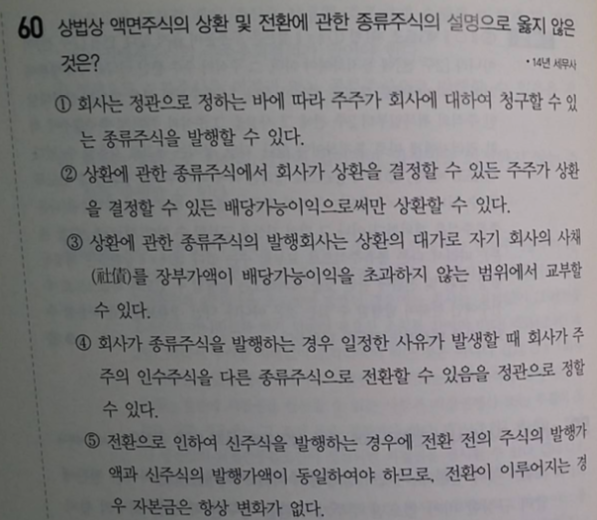 60 상법상 액면주식의 상환 및 전환에 관한 종류주식의 설명으로 옳지 않은
것은?
• 14년 세무사
① 회사는 정관으로 정하는 바에 따라 주주가 회사에 대하여 청구할 수 있
는 종류주식을 발행할 수 있다.
② 상환에 관한 종류주식에서 회사가 상환을 결정할 수 있든 주주가 상환
을 결정할 수 있든 배당가능이익으로써만 상환할 수 있다.
③ 상환에 관한 종류주식의 발행회사는 상환의 대가로 자기 회사의 사채
(社債)를 장부가액이 배당가능이익을 초과하지 않는 범위에서 교부할
수 있다.
④ 회사가 종류주식을 발행하는 경우 일정한 사유가 발생할 때 회사가 주
주의 인수주식을 다른 종류주식으로 전환할 수 있음을 정관으로 정할
수 있다.
⑤ 전환으로 인하여 신주식을 발행하는 경우에 전환 전의 주식의 발행가
액과 신주식의 발행가액이 동일하여야 하므로, 전환이 이루어지는 경
우 자본금은 항상 변화가 없다.